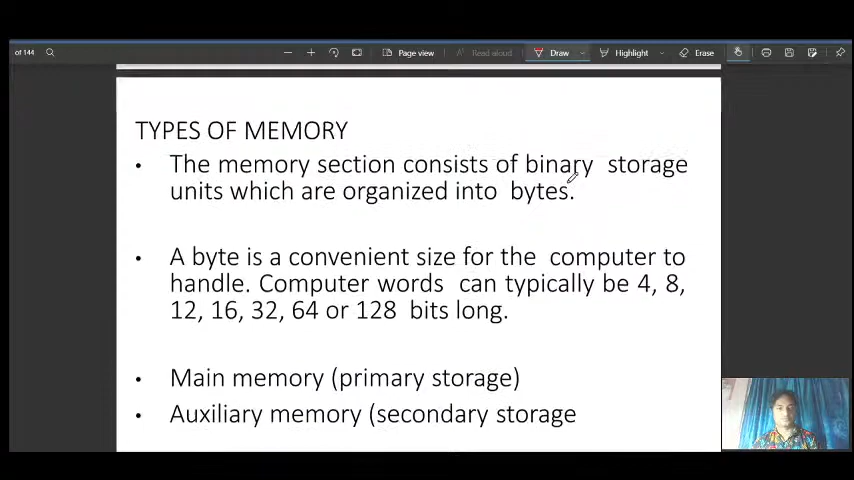 of 144
Page view
Read aloud
Draw
Highlight
Erase
TYPES OF MEMORY
• The memory section consists of binary storage
units which are organized into bytes.
• A byte is a convenient size for the computer to
handle. Computer words can typically be 4, 8,
12, 16, 32, 64 or 128 bits long.
• Main memory (primary storage)
• Auxiliary memory (secondary storage